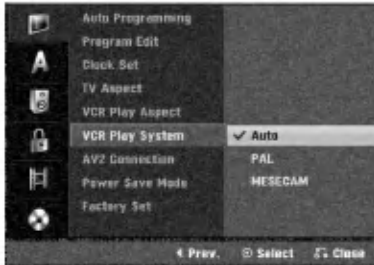 Auto Programming
Program Edit
Clock Set
TV Aspect
VCR Play Aspect
VCR Play System
✓ Auto
AV2 Connection
PAL
Power Save Mode
MESECAM
Factory Set
Prev. Select Close